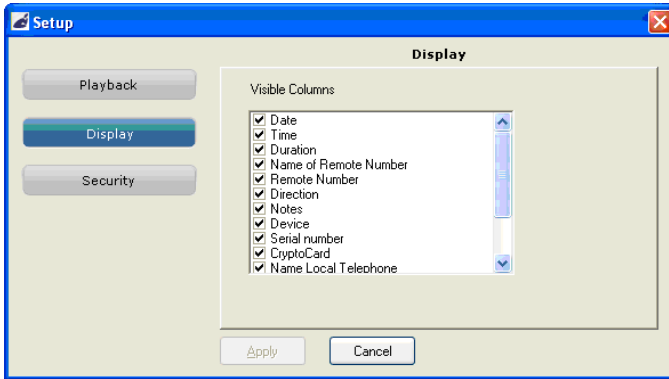 Setup
Display
Playback
Display
Security
Visible Columns
Date
Time
Duration
Name of Remote Number
Remote Number
Direction
Notes
Device
Serial number
CryptoCard
Name Local Telephone
Apply
Cancel